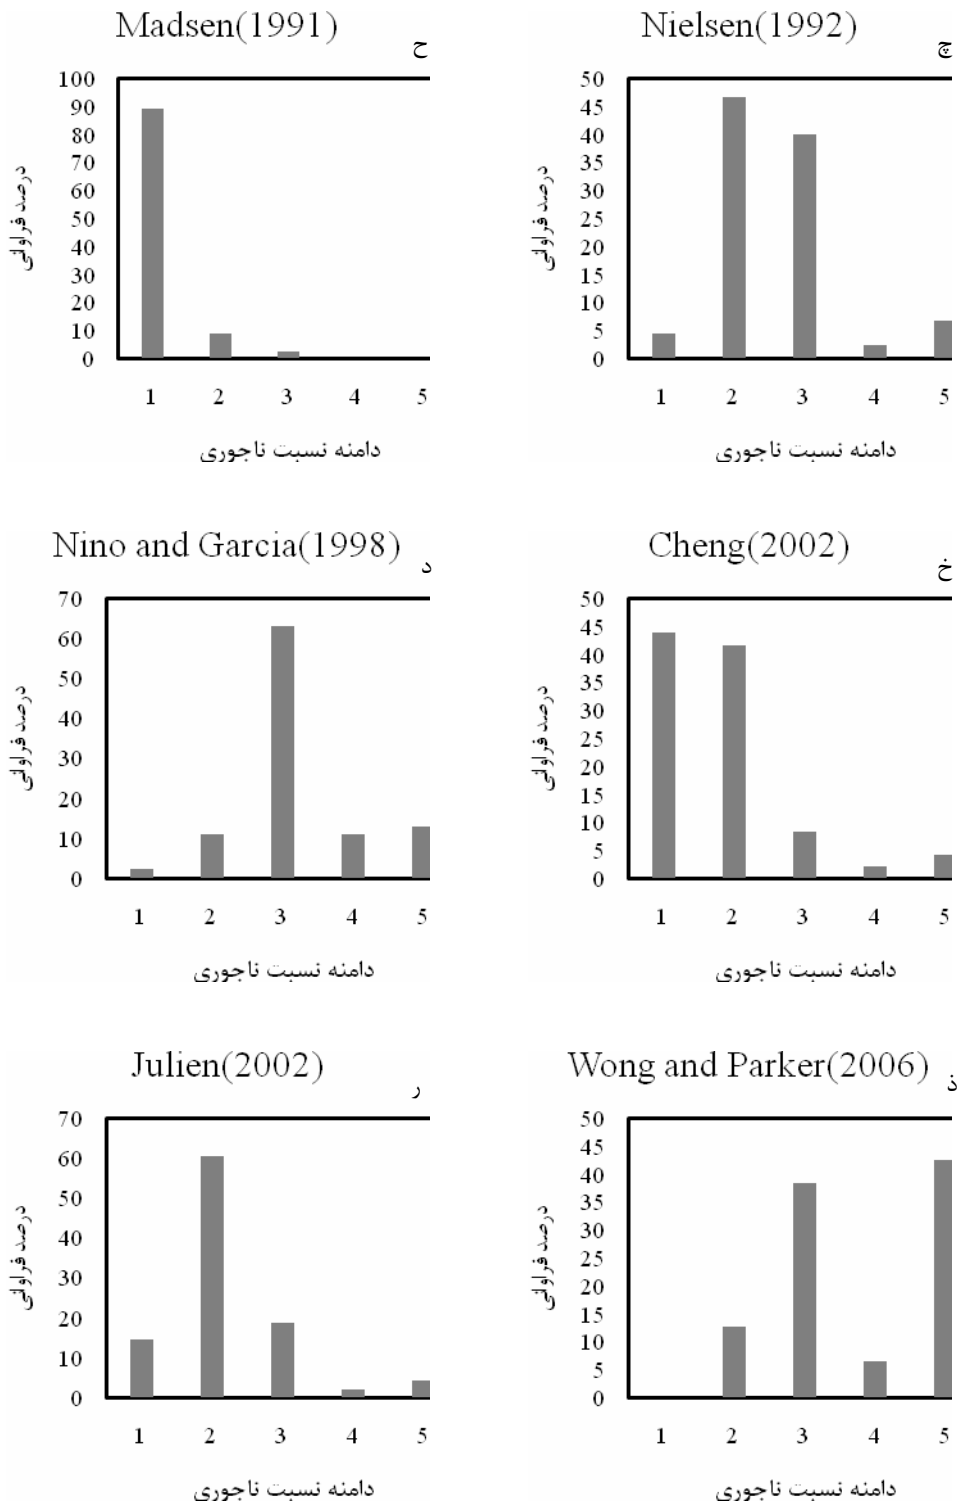 Madsen(1991)
ح
100
90
80
70
60
50
40
30
20
10
0
درصد فراوانی
1 2 3 4 5
دامنه نسبت ناجوری
Nielsen(1992)
چ
50
45
40
35
30
25
20
15
10
5
0
درصد فراوانی
1 2 3 4 5
دامنه نسبت ناجوری
Nino and Garcia(1998)
د
70
60
50
40
30
20
10
0
درصد فراوانی
1 2 3 4 5
دامنه نسبت ناجوری
Cheng(2002)
خ
50
45
40
35
30
25
20
15
10
5
0
درصد فراوانی
1 2 3 4 5
دامنه نسبت ناجوری
Julien(2002)
ر
70
60
50
40
30
20
10
0
درصد فراوانی
1 2 3 4 5
دامنه نسبت ناجوری
Wong and Parker(2006)
ذ
50
45
40
35
30
25
20
15
10
5
0
درصد فراوانی
1 2 3 4 5
دامنه نسبت ناجوری